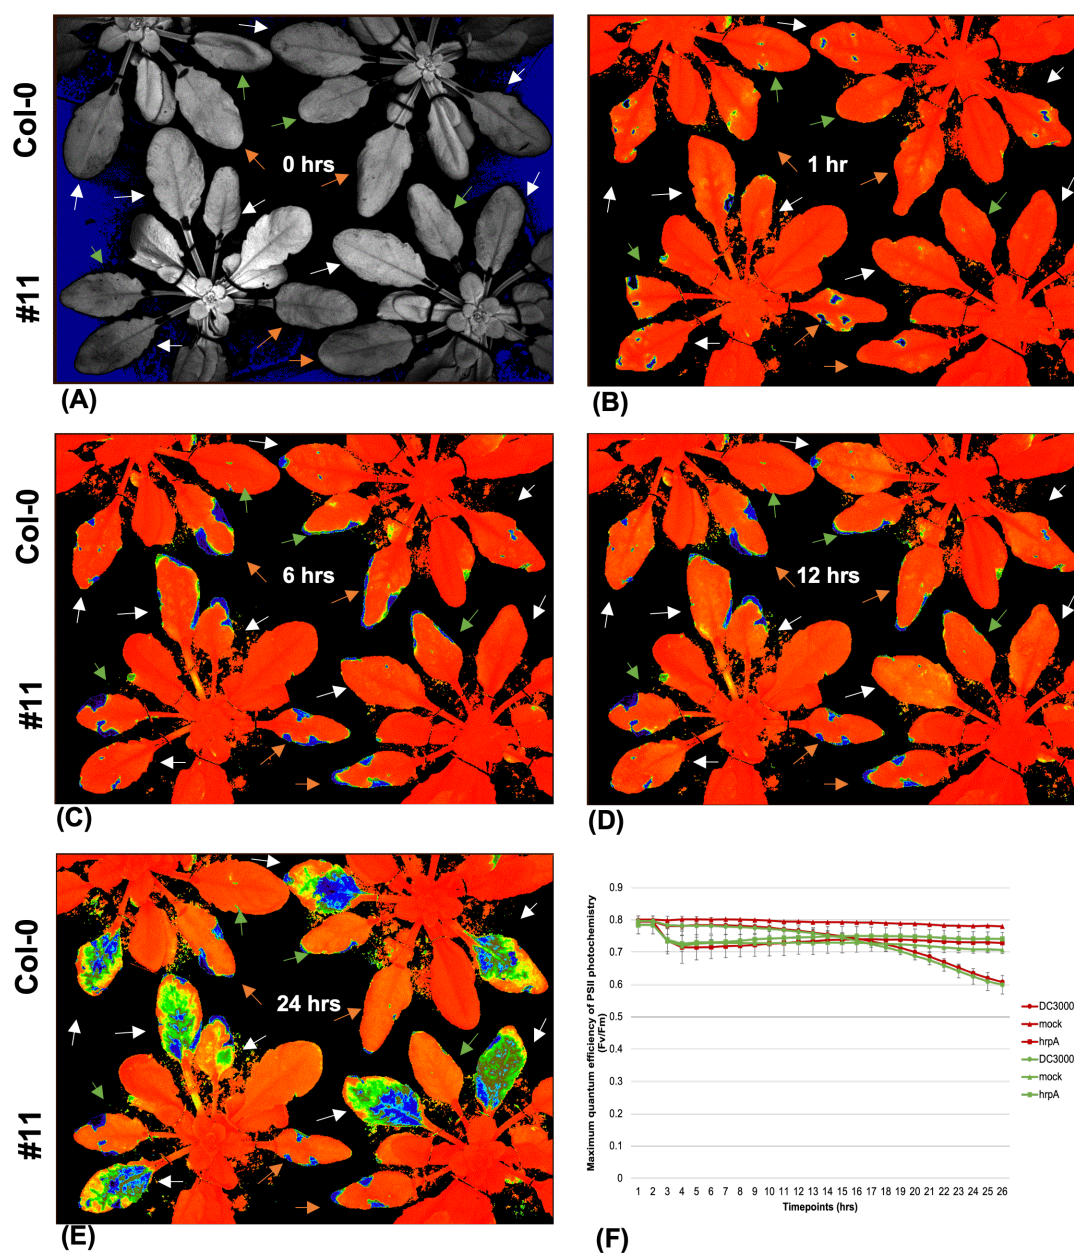 Col-0
#11
0 hrs
(A)
1 hr
(B)
Col-0
#11
6 hrs
(C)
12 hrs
(D)
Col-0
#11
24 hrs
(E)
Maximum quantum efficiency of PSII photochemistry
(Fv/Fm)
0.9
0.8
0.7
0.6
0.5
0.4
0.3
0.2
0.1
0
1 2 3 4 5 6 7 8 9 10 11 12 13 14 15 16 17 18 19 20 21 22 23 24 25 26
Timepoints (hrs)
DC3000
mock
hrpA
DC3000
mock
hrpA
(F)